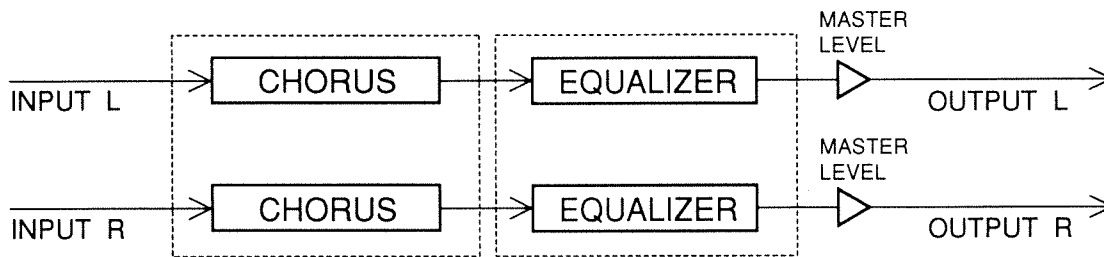 MASTER
LEVEL
CHORUS
EQUALIZER
INPUT L
OUTPUT L
MASTER
LEVEL
CHORUS
EQUALIZER
INPUT R
OUTPUT R